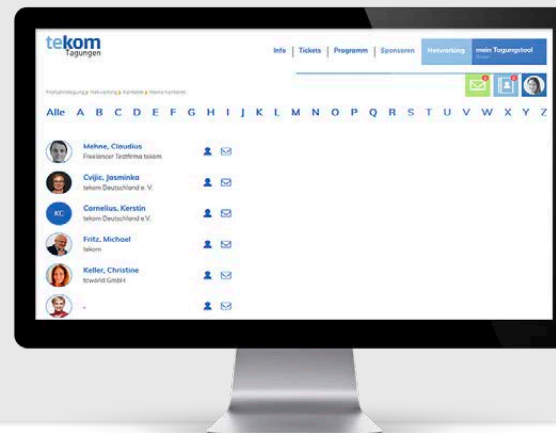 tekom
Tagungen
Info | Tickets | Programm | Sponsoren
Networking
mein Tagungstool
Alle A B C D E F G H I J K L M N O P Q R S T U V W X Y Z
Mehne, Claudius
Freelancer Testfirma tekom
Cvijic, Jasminka
tekom Deutschland e. V.
KC
Cornelius, Kerstin
tekom Deutschland e.V.
Fritz, Michael
tekom
Keller, Christine
toworld GmbH
-